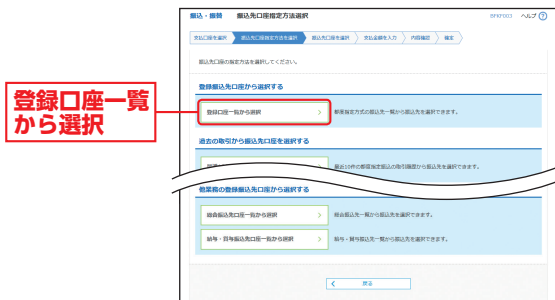 振込・振替　振込先口座指定方法選択　BFKF003　ヘルプ ?
支払口座を選択　振込先口座指定方法を選択　振込先口座を選択　支払金額を入力　内容確認　確定
振込先口座の指定方法を選択してください。
登録振込先口座から選択する
登録口座一覧
から選択
登録口座一覧から選択　都度指定方式の振込先一覧から振込先を選択できます。
過去の取引から振込先口座を選択する
最近10件の都度指定振込の取引履歴から振込先を選択できます。
他業務の登録振込先口座から選択する
総合振込先口座一覧から選択　総合振込先一覧から振込先を選択できます。
給与・賞与振込先口座一覧から選択　給与・賞与振込先一覧から振込先を選択できます。
戻る